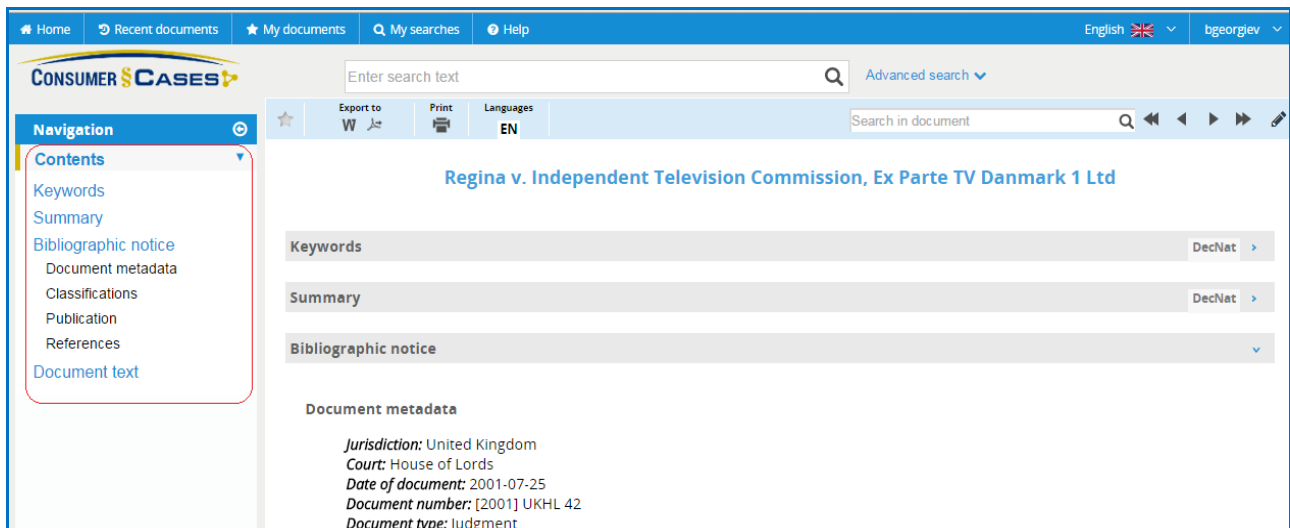 Home Recent documents My documents My searches Help English bgeorgiev
CONSUMER § CASES Enter search text Advanced search
Export to Print Languages
W EN Search in document
Navigation
Contents
Keywords
Summary
Bibliographic notice
Document metadata
Classifications
Publication
References
Document text
Regina v. Independent Television Commission, Ex Parte TV Danmark 1 Ltd
Keywords DecNat
Summary DecNat
Bibliographic notice
Document metadata
Jurisdiction: United Kingdom
Court: House of Lords
Date of document: 2001-07-25
Document number: [2001] UKHL 42
Document type: Judgment